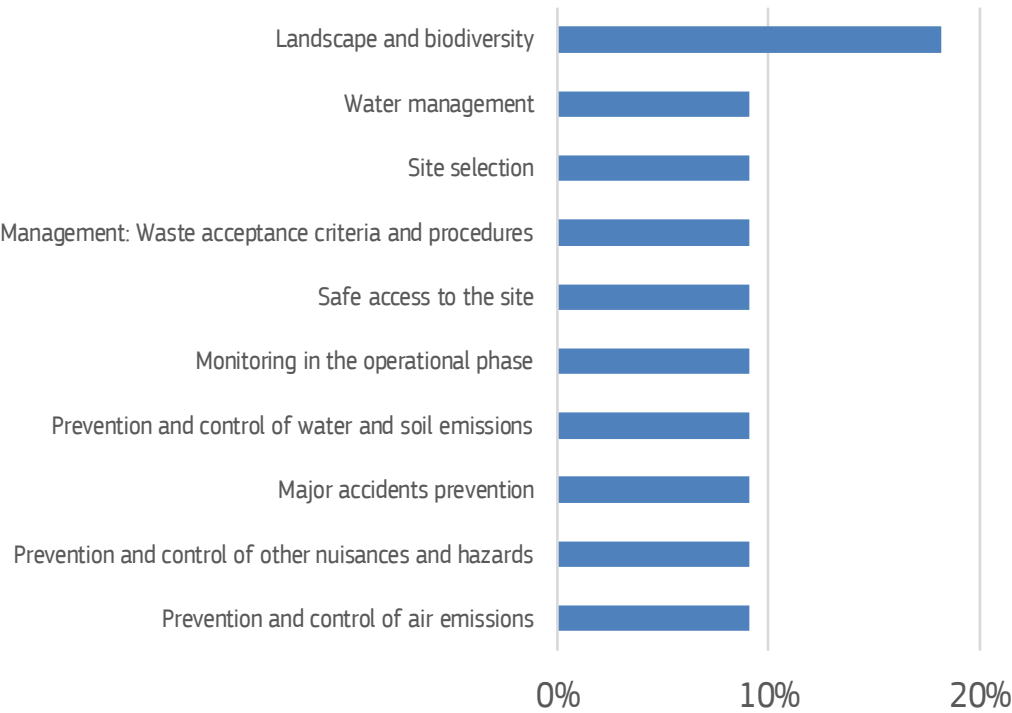 Landscape and biodiversity
Water management
Site selection
Management: Waste acceptance criteria and procedures
Safe access to the site
Monitoring in the operational phase
Prevention and control of water and soil emissions
Major accidents prevention
Prevention and control of other nuisances and hazards
Prevention and control of air emissions
0% 10% 20%